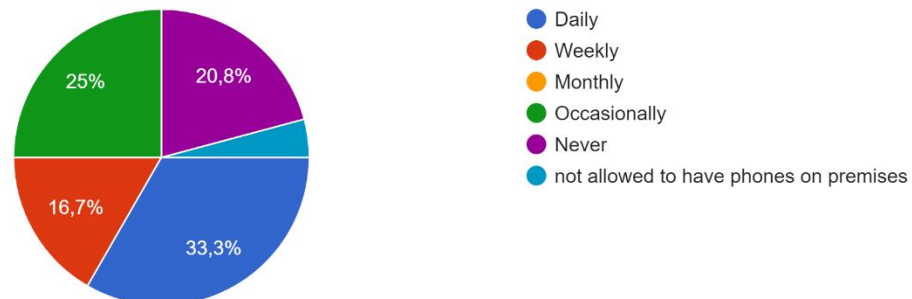 25%
20,8%
16,7%
33,3%
Daily
Weekly
Monthly
Occasionally
Never
not allowed to have phones on premises